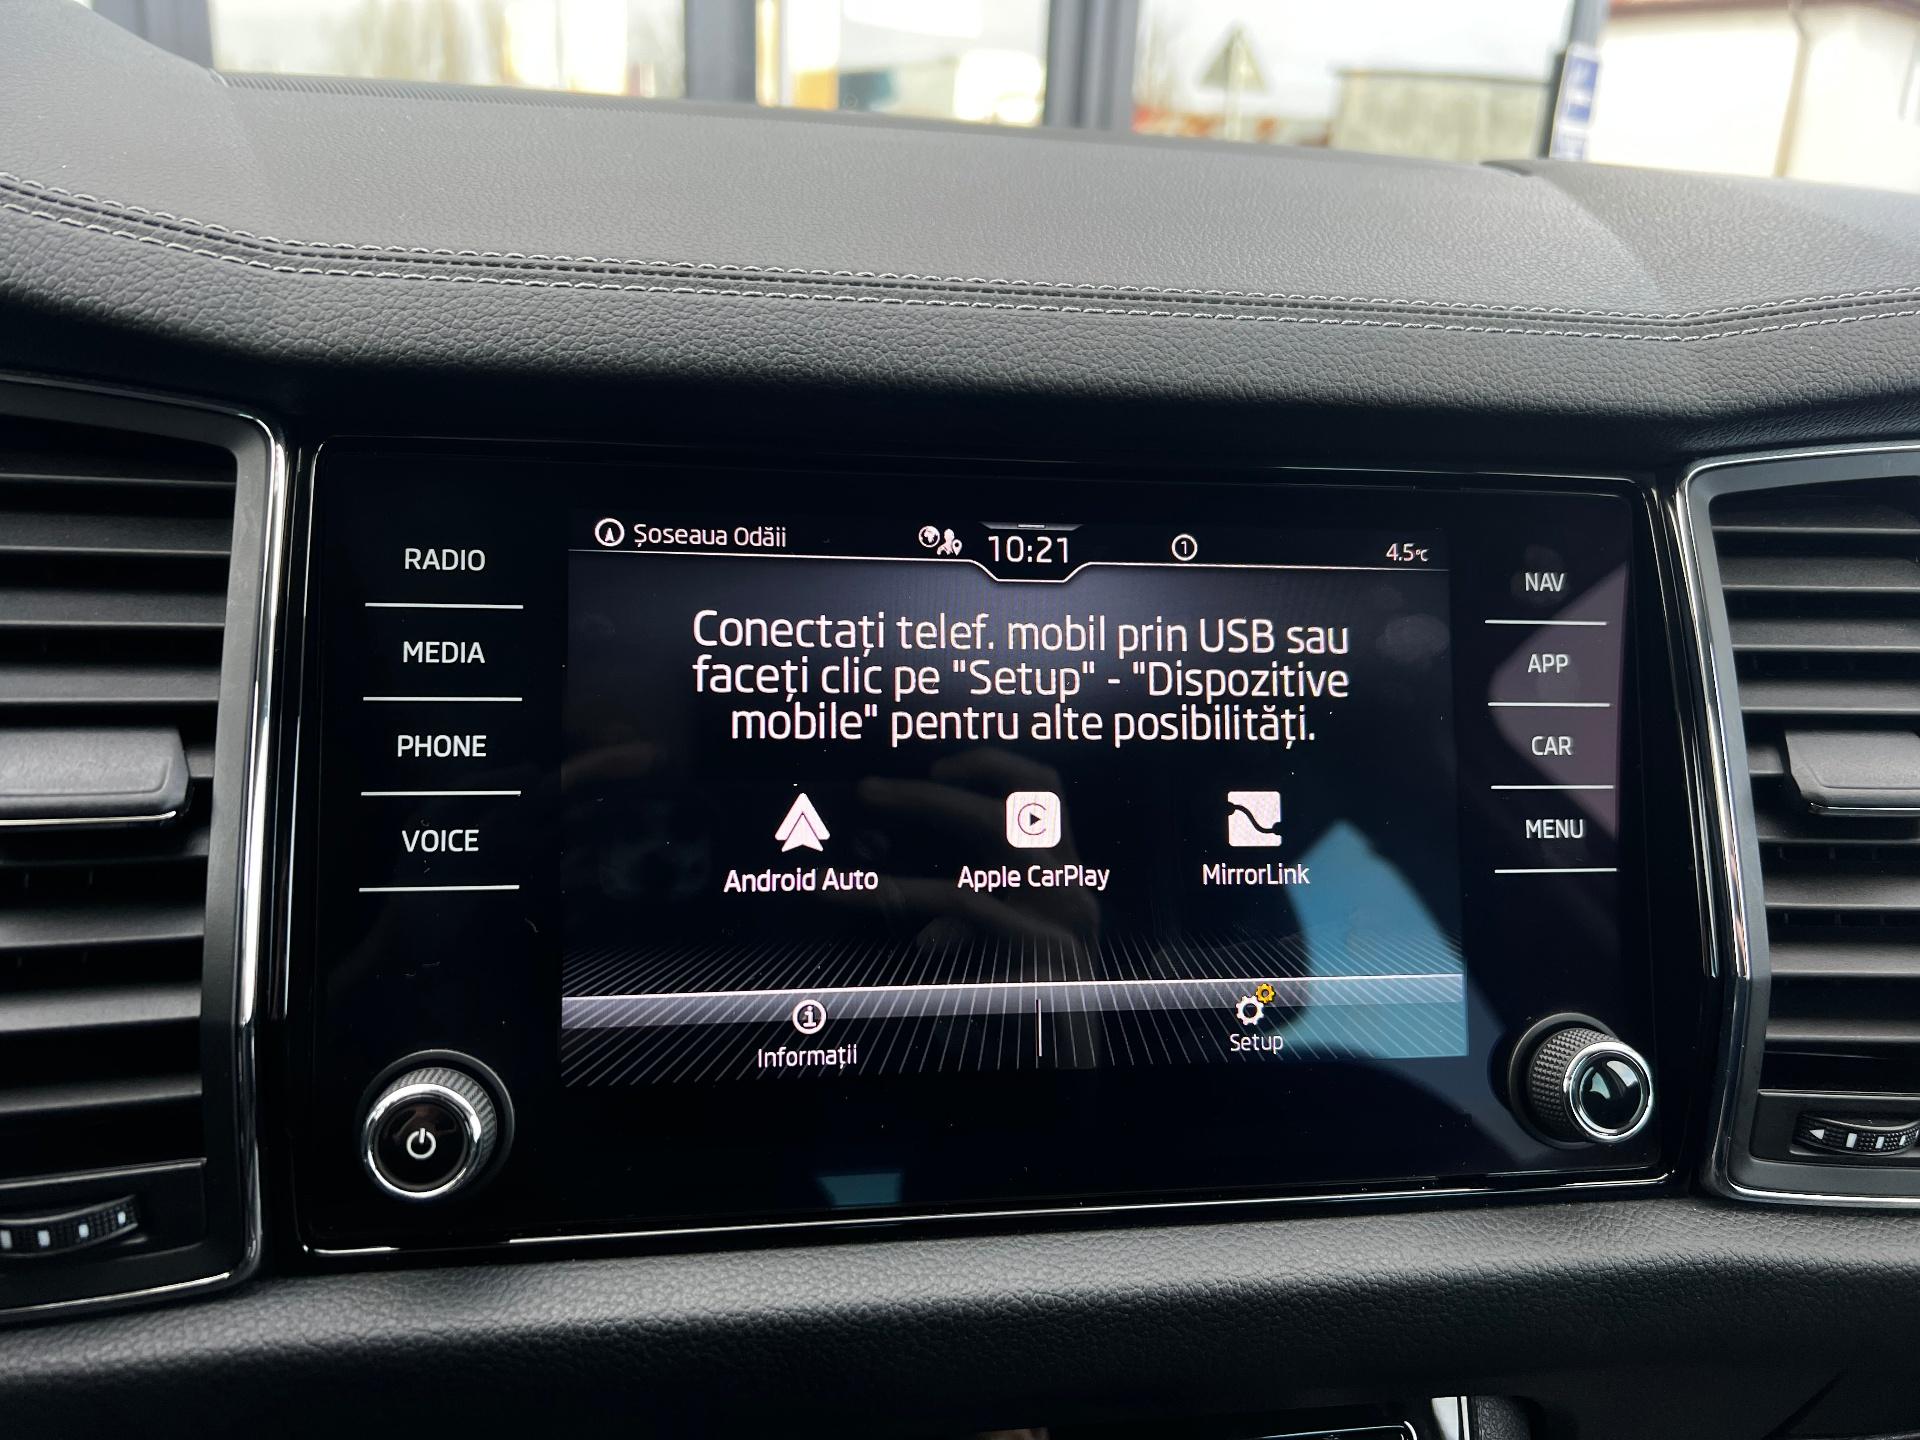 Șoseaua Odăii
10:21
1
4.5°C
RADIO
MEDIA
PHONE
VOICE
Conectați telef. mobil prin USB sau
faceți clic pe "Setup" - "Dispozitive
mobile" pentru alte posibilități.
Android Auto
Apple CarPlay
MirrorLink
Informații
Setup
NAV
APP
CAR
MENU